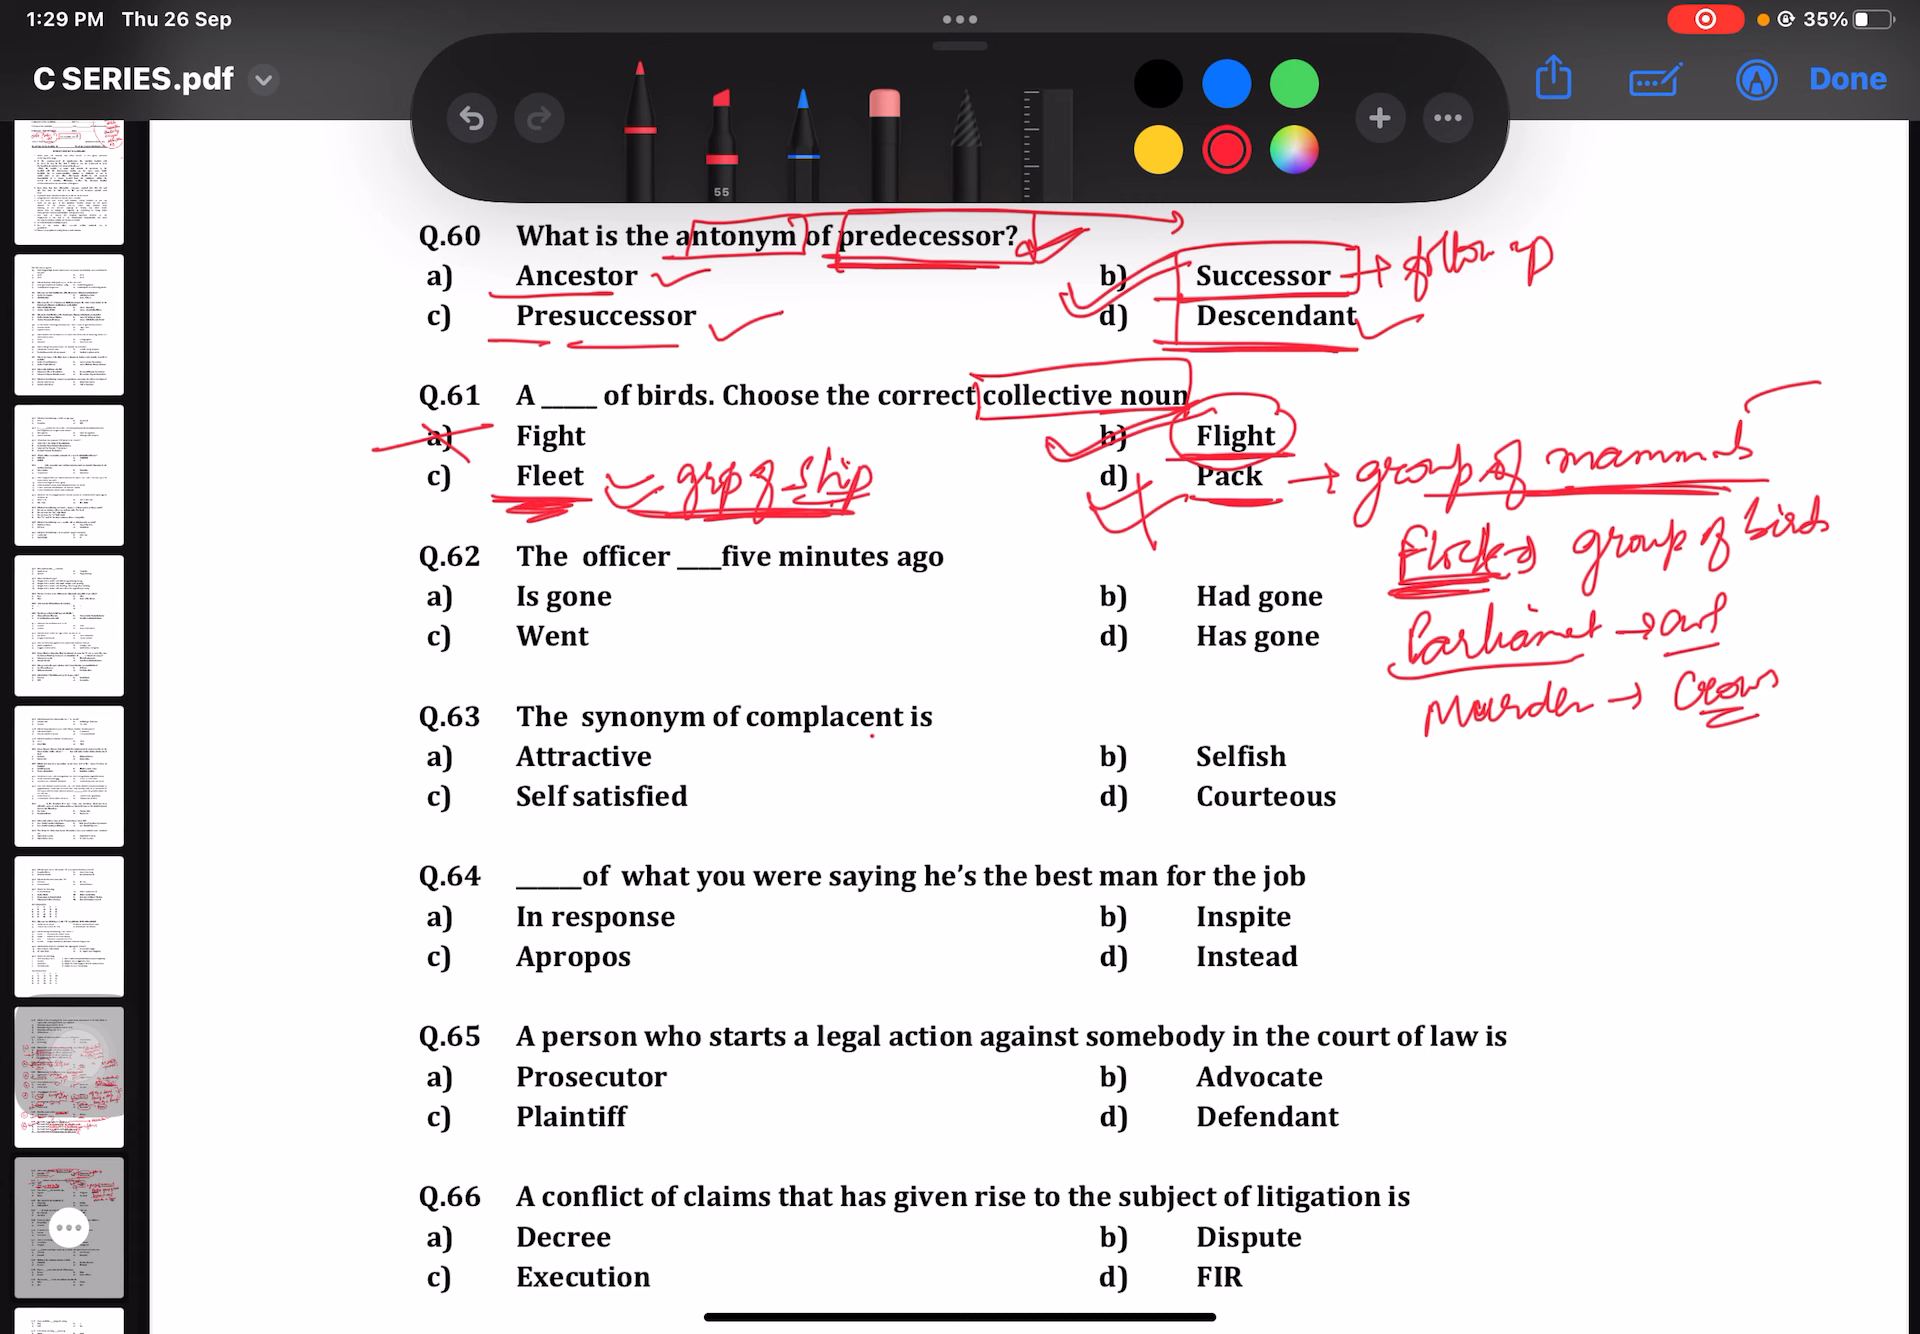 1:29 PM Thu 26 Sep
35%
C SERIES.pdf
Done
55
Q.60 What is the antonym of predecessor?
a) Ancestor b) Successor → follow up
c) Presuccessor d) Descendant
Q.61 A ____ of birds. Choose the correct collective noun
a) Fight b) Flight
c) Fleet = grp of ship d) Pack → group of mammals
Flock → group of birds
Q.62 The officer ____five minutes ago
a) Is gone b) Had gone
c) Went d) Has gone
Parliament → owl
Murder → Crows
Q.63 The synonym of complacent is
a) Attractive b) Selfish
c) Self satisfied d) Courteous
Q.64 ______of what you were saying he's the best man for the job
a) In response b) Inspite
c) Apropos d) Instead
Q.65 A person who starts a legal action against somebody in the court of law is
a) Prosecutor b) Advocate
c) Plaintiff d) Defendant
Q.66 A conflict of claims that has given rise to the subject of litigation is
a) Decree b) Dispute
c) Execution d) FIR